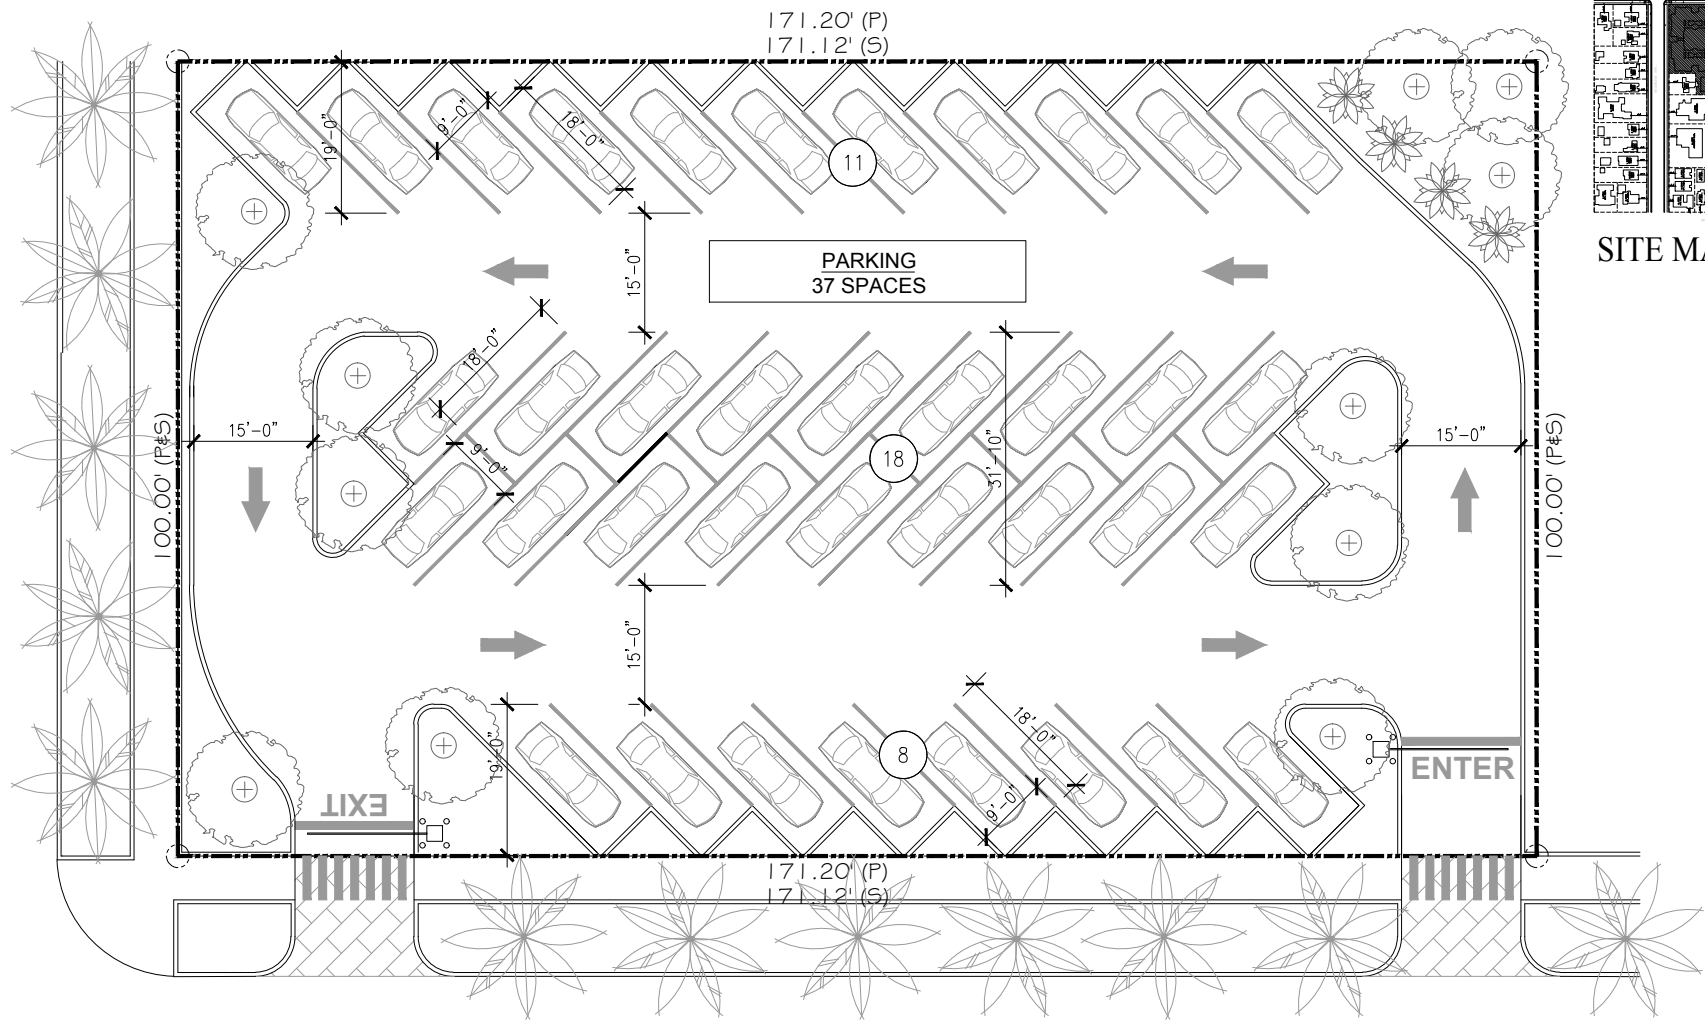 171.20' (P)
171.12' (S)
19'-0"
9'-0"
18'-0"
11
SITE MA
15'-0"
PARKING
37 SPACES
18'-0"
9'-0"
15'-0"
100.00' (P&S)
18
31'-10"
15'-0"
100.00' (P&S)
15'-0"
19'-0"
8
18'-0"
9'-0"
ENTER
EXIT
171.20' (P)
171.12' (S)